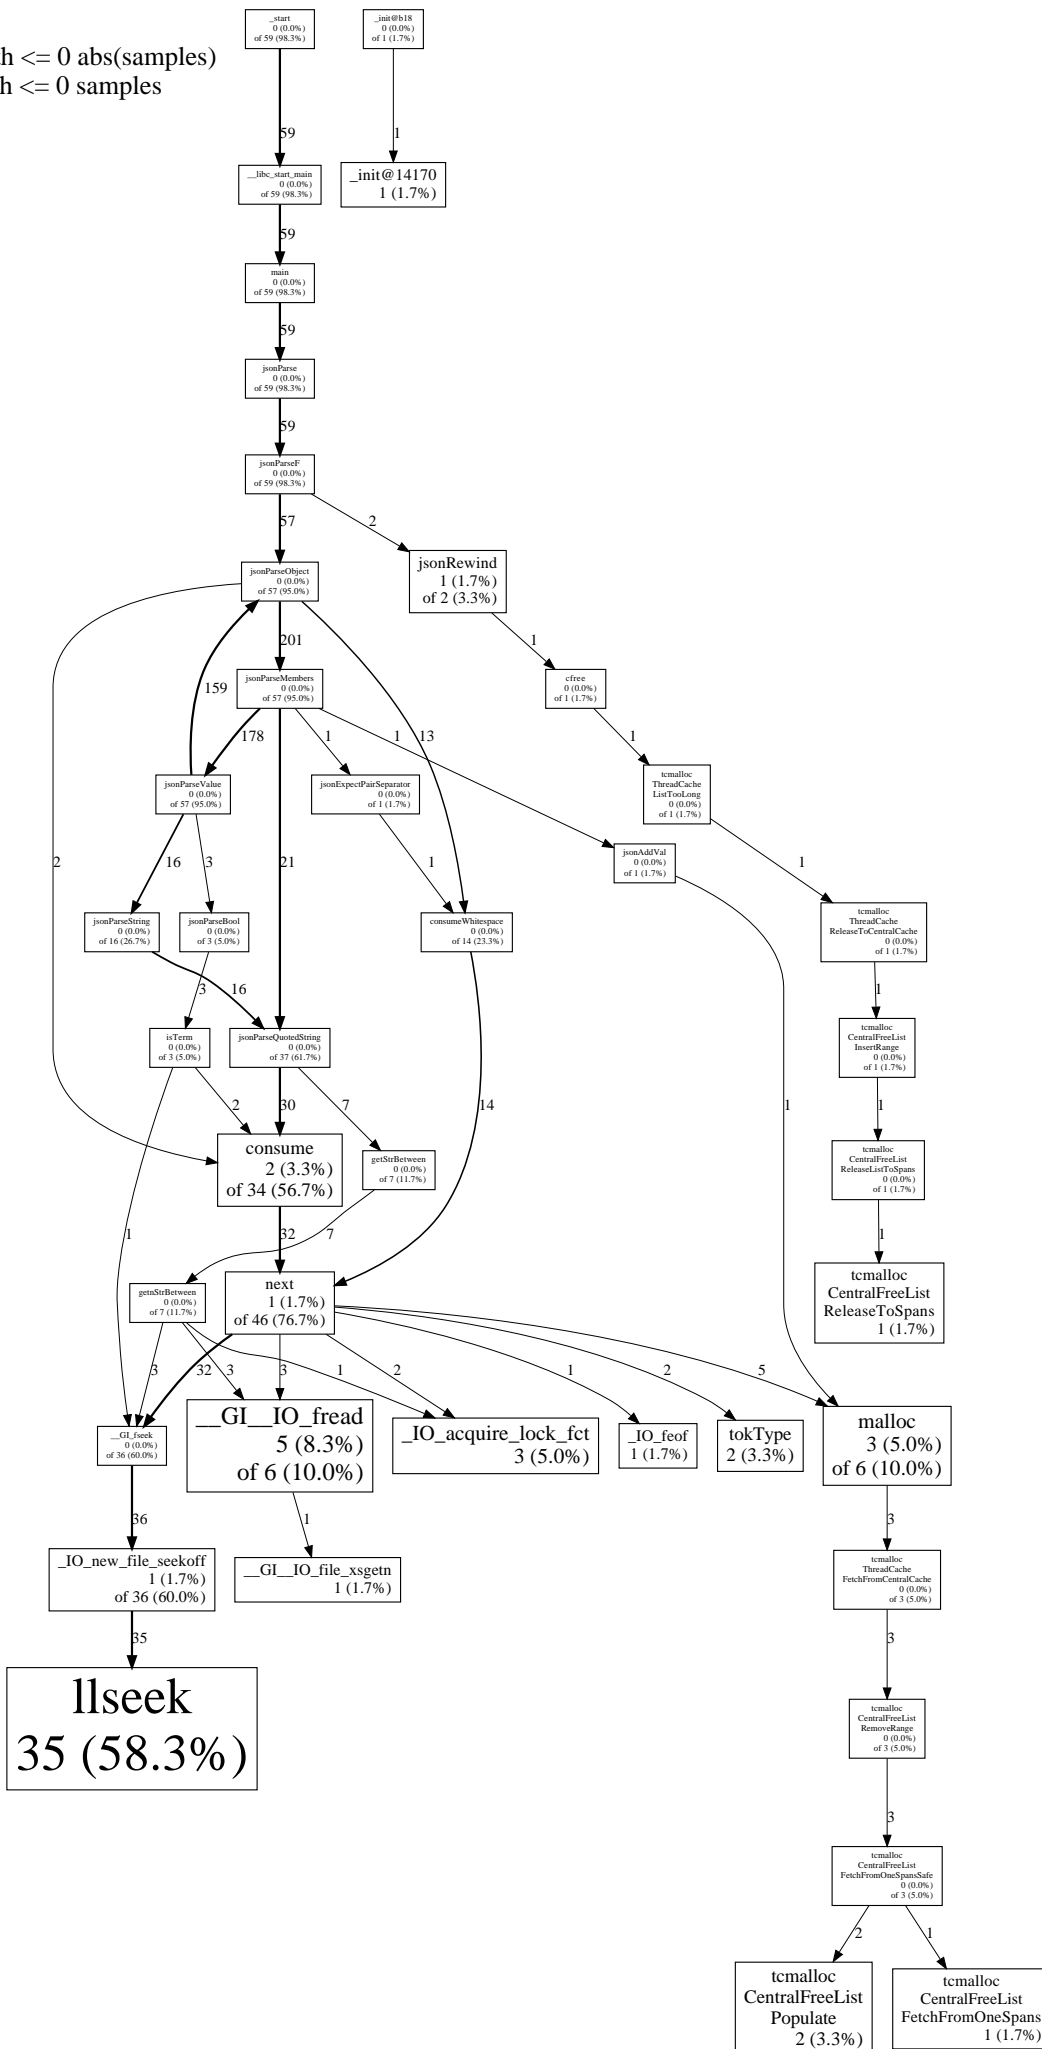 _start
0 (0.0%)
of 59 (98.3%)
_init@b18
0 (0.0%)
of 1 (1.7%)
h <= 0 abs(samples)
h <= 0 samples
59
1
__libc_start_main
0 (0.0%)
of 59 (98.3%)
_init@14170
1 (1.7%)
59
main
0 (0.0%)
of 59 (98.3%)
59
jsonParse
0 (0.0%)
of 59 (98.3%)
59
jsonParseF
0 (0.0%)
of 59 (98.3%)
57
2
jsonParseObject
0 (0.0%)
of 57 (95.0%)
jsonRewind
1 (1.7%)
of 2 (3.3%)
201
1
159
jsonParseMembers
0 (0.0%)
of 57 (95.0%)
cfree
0 (0.0%)
of 1 (1.7%)
178
1
1
13
1
jsonParseValue
0 (0.0%)
of 57 (95.0%)
jsonExpectPairSeparator
0 (0.0%)
of 1 (1.7%)
tcmalloc
ThreadCache
ListTooLong
0 (0.0%)
of 1 (1.7%)
2
16
3
21
1
jsonAddVal
0 (0.0%)
of 1 (1.7%)
1
jsonParseString
0 (0.0%)
of 16 (26.7%)
jsonParseBool
0 (0.0%)
of 3 (5.0%)
consumeWhitespace
0 (0.0%)
of 14 (23.3%)
tcmalloc
ThreadCache
ReleaseToCentralCache
0 (0.0%)
of 1 (1.7%)
3
16
1
isTerm
0 (0.0%)
of 3 (5.0%)
jsonParseQuotedString
0 (0.0%)
of 37 (61.7%)
tcmalloc
CentralFreeList
InsertRange
0 (0.0%)
of 1 (1.7%)
2
30
7
14
1
1
consume
2 (3.3%)
of 34 (56.7%)
getStrBetween
0 (0.0%)
of 7 (11.7%)
tcmalloc
CentralFreeList
ReleaseListToSpans
0 (0.0%)
of 1 (1.7%)
1
32
7
1
getnStrBetween
0 (0.0%)
of 7 (11.7%)
next
1 (1.7%)
of 46 (76.7%)
tcmalloc
CentralFreeList
ReleaseToSpans
1 (1.7%)
3
32
3
3
1
2
1
2
5
__GI_fseek
0 (0.0%)
of 36 (60.0%)
__GI__IO_fread
5 (8.3%)
of 6 (10.0%)
_IO_acquire_lock_fct
3 (5.0%)
_IO_feof
1 (1.7%)
tokType
2 (3.3%)
malloc
3 (5.0%)
of 6 (10.0%)
36
1
3
_IO_new_file_seekoff
1 (1.7%)
of 36 (60.0%)
__GI__IO_file_xsgetn
1 (1.7%)
tcmalloc
ThreadCache
FetchFromCentralCache
0 (0.0%)
of 3 (5.0%)
35
3
llseek
35 (58.3%)
tcmalloc
CentralFreeList
RemoveRange
0 (0.0%)
of 3 (5.0%)
3
tcmalloc
CentralFreeList
FetchFromOneSpansSafe
0 (0.0%)
of 3 (5.0%)
2
1
tcmalloc
CentralFreeList
Populate
2 (3.3%)
tcmalloc
CentralFreeList
FetchFromOneSpans
1 (1.7%)